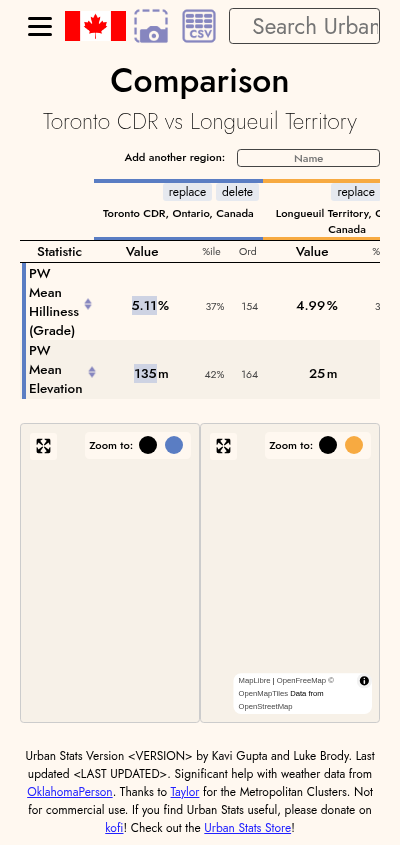 CSV
Search Urban
Comparison
Toronto CDR vs Longueuil Territory
Add another region: Name
replace delete replace
Toronto CDR, Ontario, Canada Longueuil Territory,
Canada
Statistic Value %ile Ord Value %
PW
Mean
Hilliness
(Grade)
5.11% 37% 154 4.99% 3
PW
Mean
Elevation
135m 42% 164 25m
Zoom to: Zoom to:
MapLibre | OpenFreeMap ©
OpenMapTiles Data from
OpenStreetMap
Urban Stats Version <VERSION> by Kavi Gupta and Luke Brody. Last
updated <LAST UPDATED>. Significant help with weather data from
OklahomaPerson. Thanks to Taylor for the Metropolitan Clusters. Not
for commercial use. If you find Urban Stats useful, please donate on
kofi! Check out the Urban Stats Store!